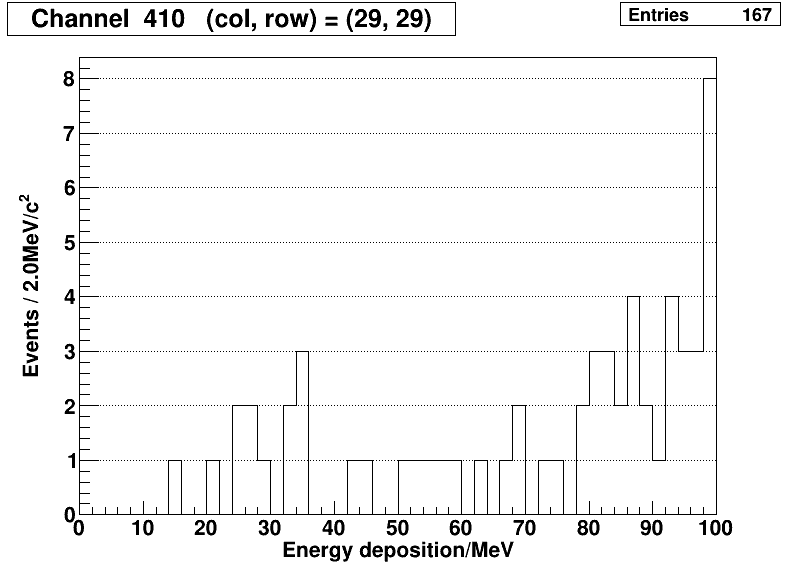 Channel 410 (col, row) = (29, 29)
Entries 167
8
7
6
5
4
3
2
1
0
Events / 2.0MeV/c²
0 10 20 30 40 50 60 70 80 90 100
Energy deposition/MeV